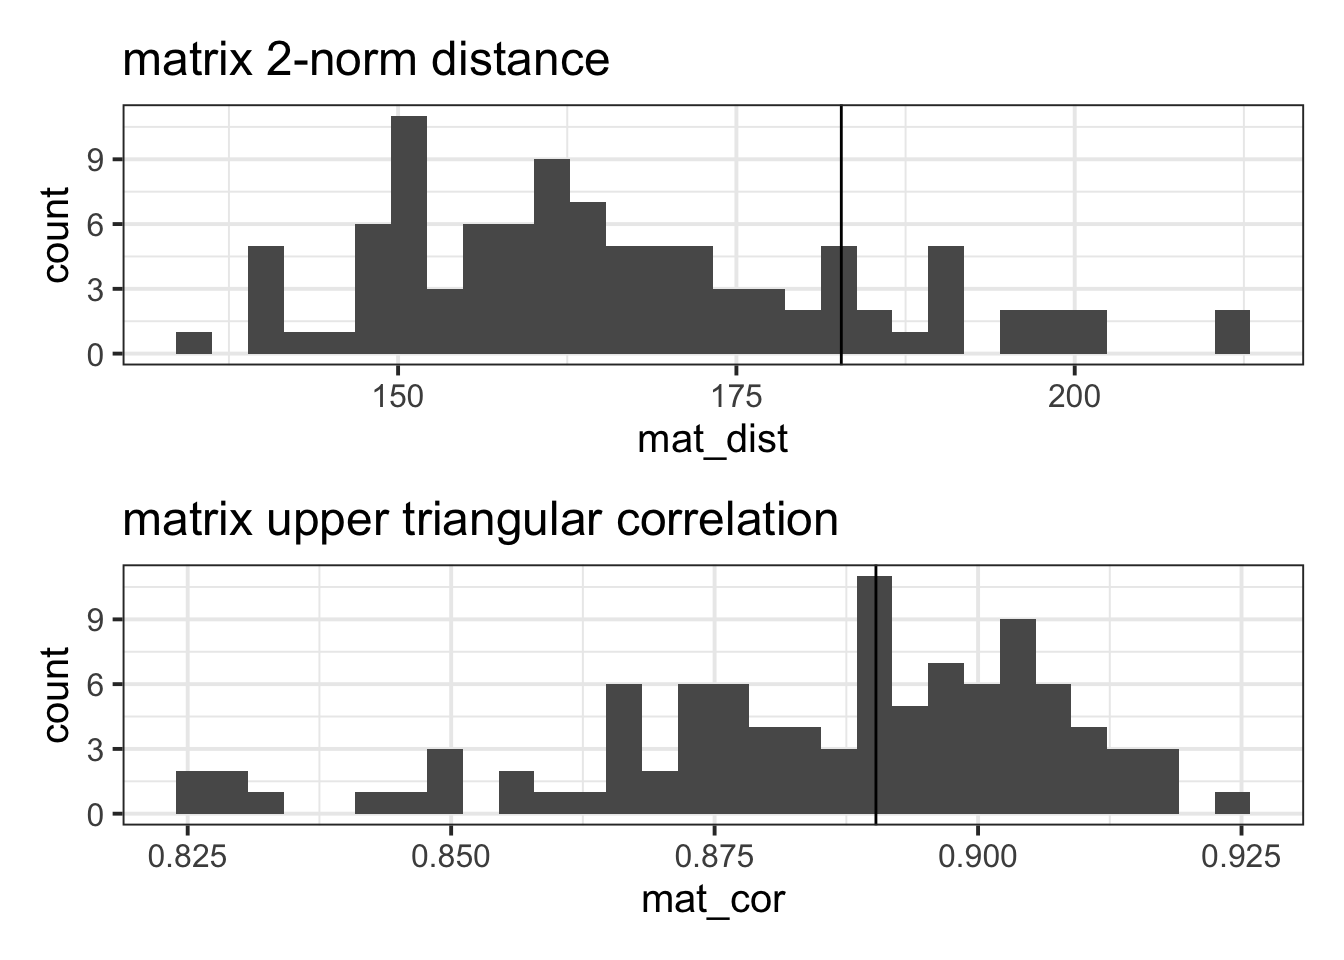 matrix 2-norm distance
count
9
6
3
0
150 175 200
mat_dist
matrix upper triangular correlation
count
9
6
3
0
0.825 0.850 0.875 0.900 0.925
mat_cor